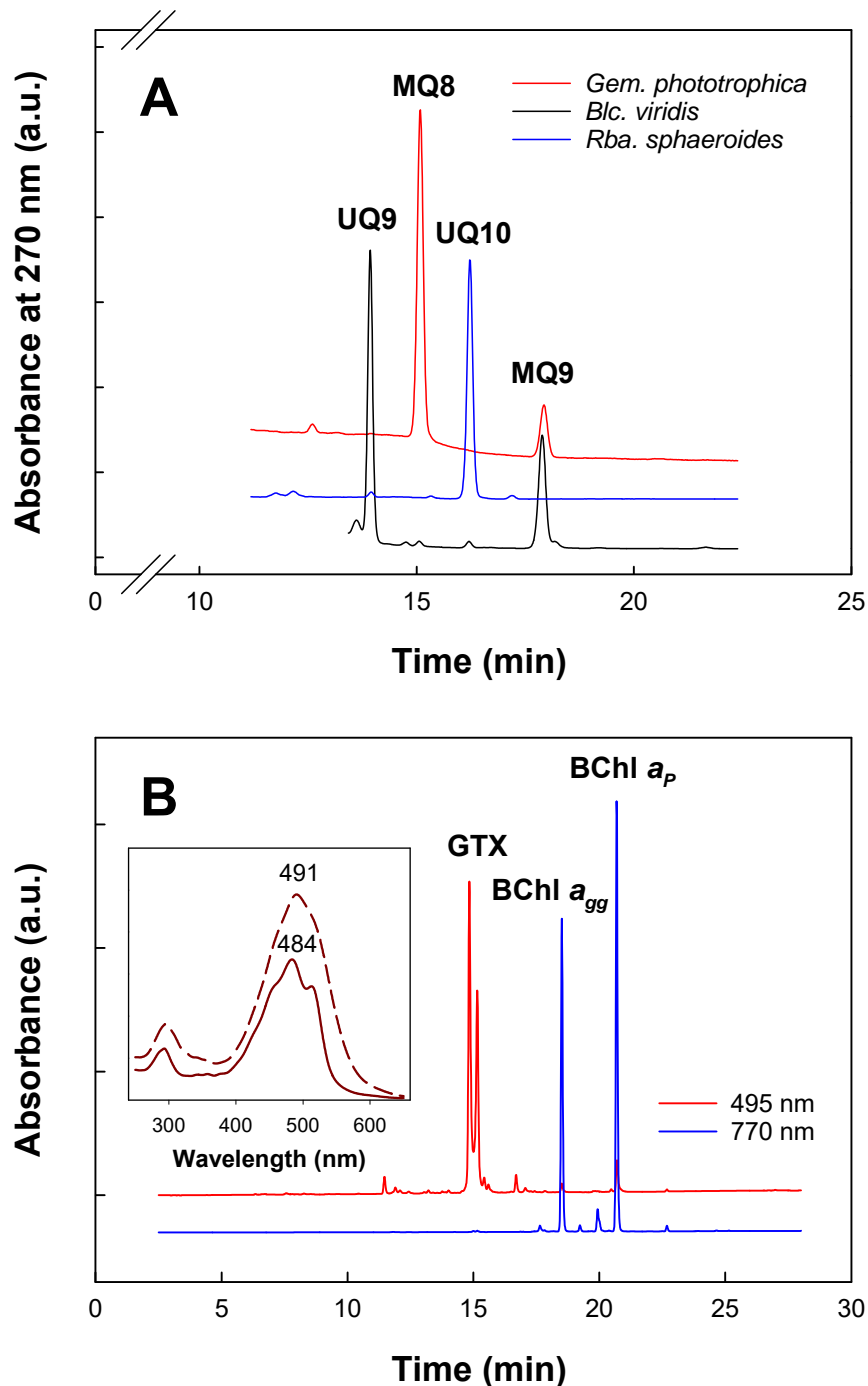 A
MQ8
Gem. phototrophica
Blc. viridis
Rba. sphaeroides
UQ9
UQ10
MQ9
Absorbance at 270 nm (a.u.)
0 10 15 20 25
Time (min)
B
BChl aP
GTX
BChl agg
491
484
300 400 500 600
Wavelength (nm)
495 nm
770 nm
Absorbance (a.u.)
0 5 10 15 20 25 30
Time (min)